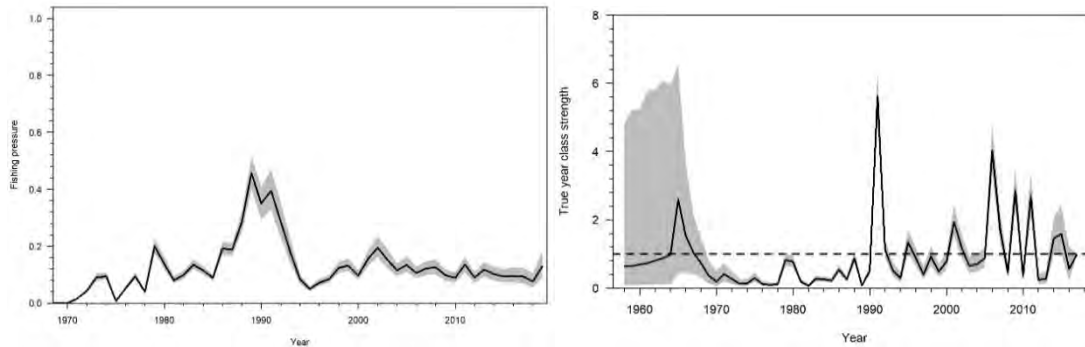 Fishing pressure
1.0
0.8
0.6
0.4
0.2
0.0
1970 1980 1990 2000 2010
Year
True year class strength
8
6
4
2
0
1960 1970 1980 1990 2000 2010
Year